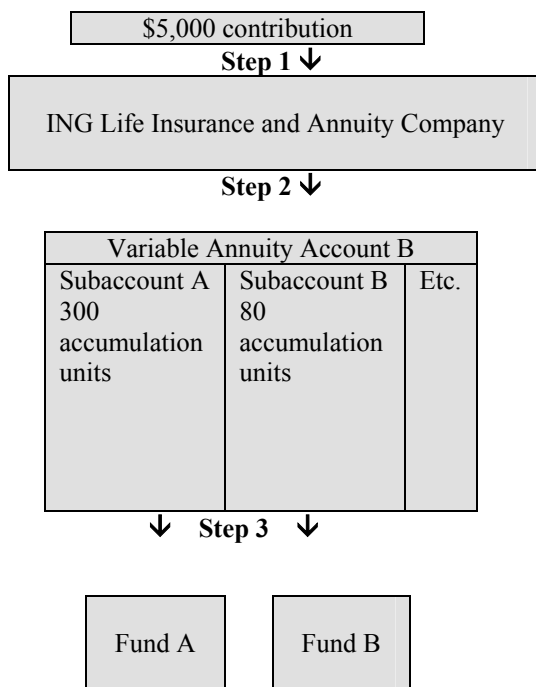 $5,000 contribution
Step 1 ↓
ING Life Insurance and Annuity Company
Step 2 ↓
Variable Annuity Account B
Subaccount A
300
accumulation
units
Subaccount B
80
accumulation
units
Etc.
↓ Step 3 ↓
Fund A
Fund B